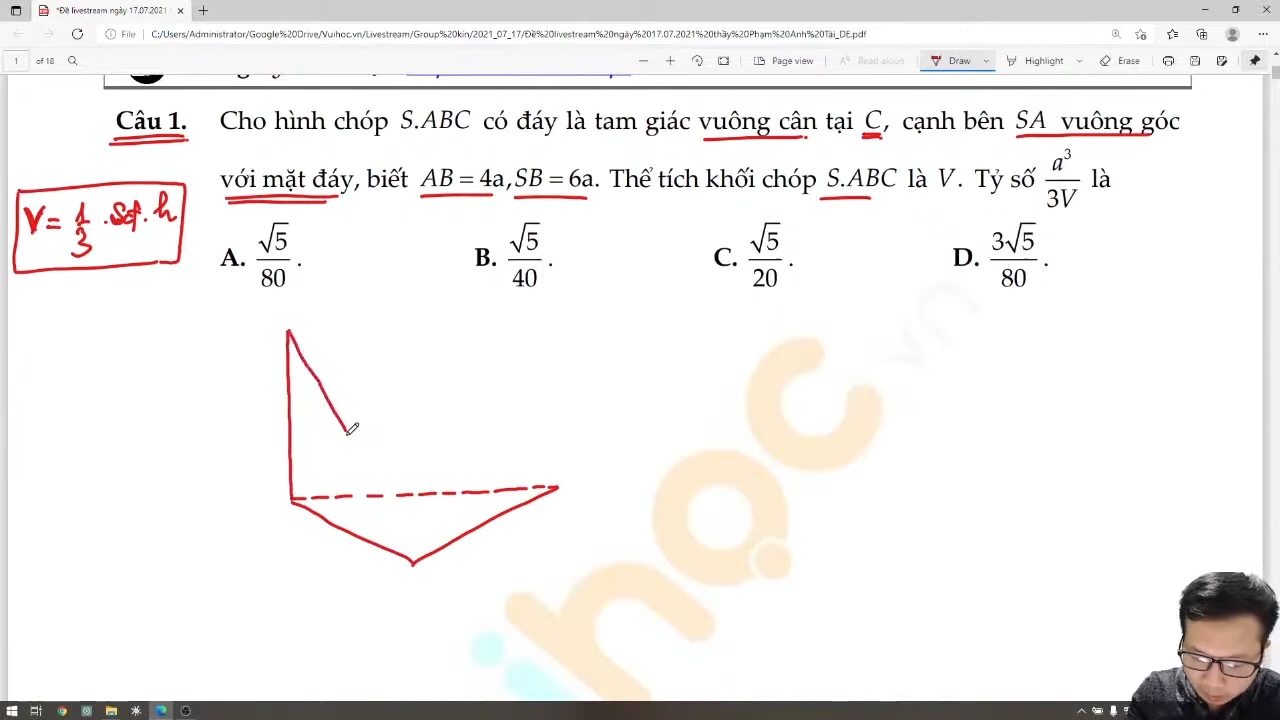 *Đề livestream ngày 17.07.2021
File C:/Users/Administrator/Google%20Drive/Vuihoc.vn/Livestream/Group%20kín/2021_07_17/Đề%20livestream%20ngày%2017.07.2021%20thầy%20Phạm%20Anh%20Tài_DE.pdf
1 of 18 Page view Read aloud Draw Highlight Erase
Câu 1. Cho hình chóp S.ABC có đáy là tam giác vuông cân tại C, cạnh bên SA vuông góc
với mặt đáy, biết AB = 4a, SB = 6a. Thể tích khối chóp S.ABC là V. Tỷ số a³/3V là
V = 1/3 . Sđ . h
A. √5/80 . B. √5/40 . C. √5/20 . D. 3√5/80 .
uihoc.vn